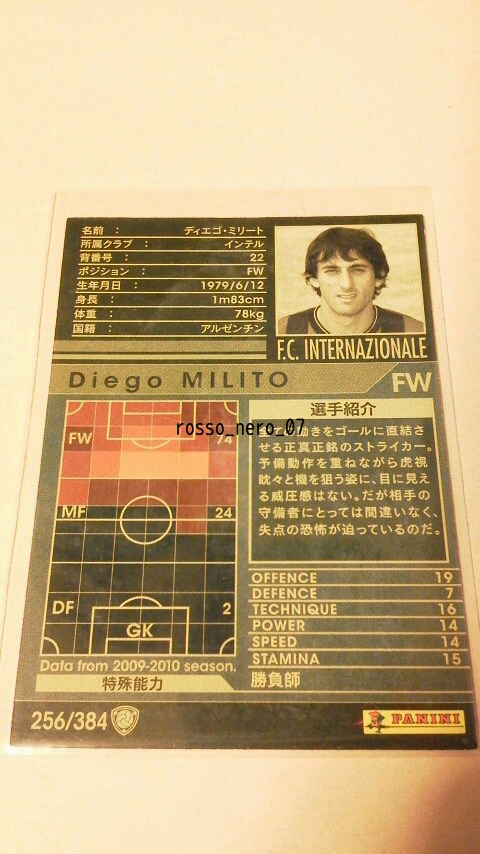 名前 : ディエゴ・ミリート
所属クラブ : インテル
背番号 : 22
ポジション : FW
生年月日 : 1979/6/12
身長 : 1m83cm
体重 : 78kg
国籍 : アルゼンチン
F.C. INTERNAZIONALE
Diego MILITO FW
FW 74
MF 24
DF 2
GK
Data from 2009-2010 season.
特殊能力
選手紹介
rosso_nero_07
全ての動きをゴールに直結さ
せる正真正銘のストライカー。
予備動作を重ねながら虎視
眈々と機を狙う姿に、目に見え
る威圧感はない。だが相手の
守備者にとっては間違いなく、
失点の恐怖が迫っているのだ。
OFFENCE 19
DEFENCE 7
TECHNIQUE 16
POWER 14
SPEED 14
STAMINA 15
勝負師
256/384
PANINI